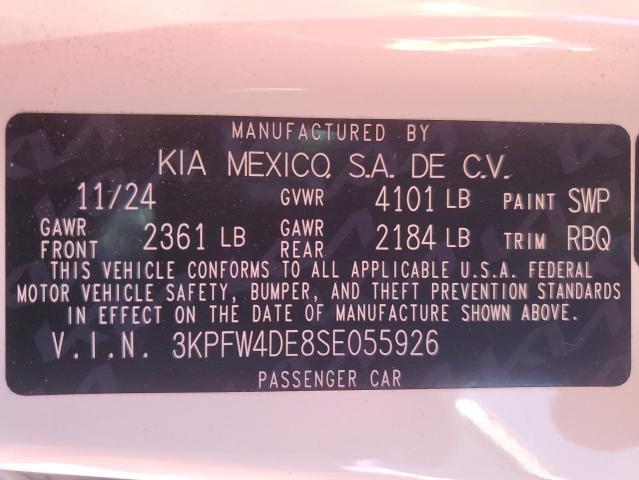 MANUFACTURED BY
KIA MEXICO, S.A. DE C.V.
11/24 GVWR 4101 LB PAINT SWP
GAWR FRONT 2361 LB GAWR REAR 2184 LB TRIM RBQ
THIS VEHICLE CONFORMS TO ALL APPLICABLE U.S.A. FEDERAL
MOTOR VEHICLE SAFETY, BUMPER, AND THEFT PREVENTION STANDARDS
IN EFFECT ON THE DATE OF MANUFACTURE SHOWN ABOVE.
V.I.N. 3KPFW4DE8SE055926
PASSENGER CAR